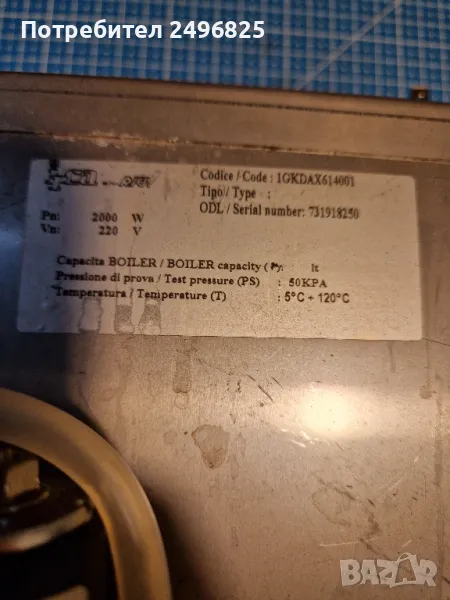 Потребител 2496825
Codice / Code : 1GKDAX614001
Tipo / Type :
ODL / Serial number: 731918250
Pn: 2000 W
Vn: 220 V
Capacita BOILER / BOILER capacity ( : lt
Pressione di prova / Test pressure (PS) : 50KPA
Temperatura / Temperature (T) : 5°C ÷ 120°C
BAZAR